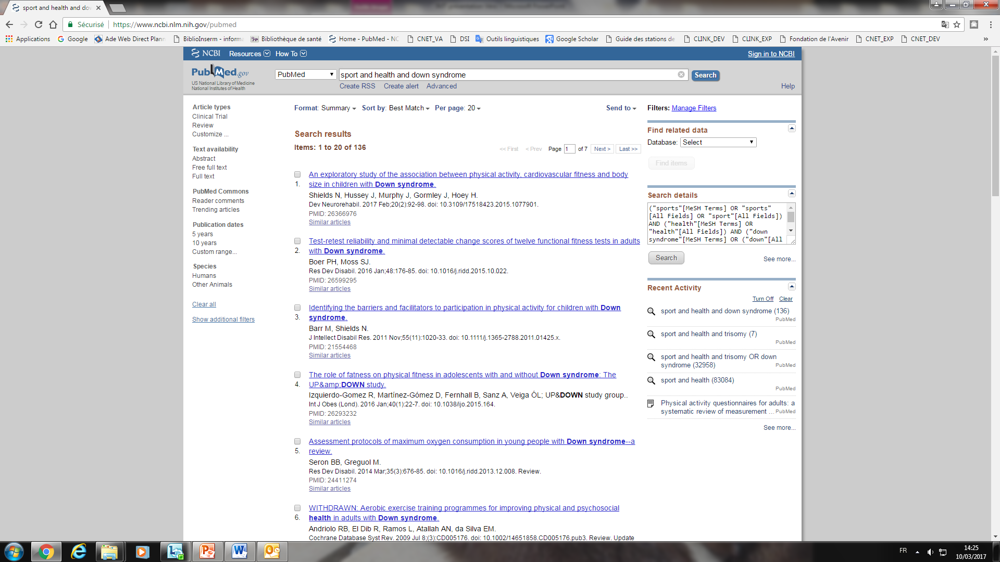 sport and health and do
Sécurisé
https://www.ncbi.nlm.nih.gov/pubmed
Applications
Google
Ade Web Direct Plann
BiblioInserm - informa
Bibliothèque de santé
Home - PubMed - NC
CNET_VA
DSI
Outils linguistiques
Google Scholar
Guide des stations de
CLINK_DEV
CLINK_EXP
Fondation de l'Avenir
CNET_EXP
CNET_DEV
»
NCBI Resources How To
Sign in to NCBI
PubMed.gov
US National Library of Medicine
National Institutes of Health
PubMed
sport and health and down syndrome
Search
Create RSS Create alert Advanced
Help
Article types
Clinical Trial
Review
Customize ...
Text availability
Abstract
Free full text
Full text
PubMed Commons
Reader comments
Trending articles
Publication dates
5 years
10 years
Custom range...
Species
Humans
Other Animals
Clear all
Show additional filters
Format: Summary Sort by: Best Match Per page: 20
Send to
Search results
Items: 1 to 20 of 136
<< First < Prev Page 1 of 7 Next > Last >>
An exploratory study of the association between physical activity, cardiovascular fitness and body
1. size in children with Down syndrome.
Shields N, Hussey J, Murphy J, Gormley J, Hoey H.
Dev Neurorehabil. 2017 Feb;20(2):92-98. doi: 10.3109/17518423.2015.1077901.
PMID: 26366976
Similar articles
Test-retest reliability and minimal detectable change scores of twelve functional fitness tests in adults
2. with Down syndrome.
Boer PH, Moss SJ.
Res Dev Disabil. 2016 Jan;48:176-85. doi: 10.1016/j.ridd.2015.10.022.
PMID: 26599295
Similar articles
Identifying the barriers and facilitators to participation in physical activity for children with Down
3. syndrome.
Barr M, Shields N.
J Intellect Disabil Res. 2011 Nov;55(11):1020-33. doi: 10.1111/j.1365-2788.2011.01425.x.
PMID: 21554468
Similar articles
The role of fatness on physical fitness in adolescents with and without Down syndrome: The
4. UP&amp;DOWN study.
Izquierdo-Gomez R, Martínez-Gómez D, Fernhall B, Sanz A, Veiga ÓL; UP&DOWN study group..
Int J Obes (Lond). 2016 Jan;40(1):22-7. doi: 10.1038/ijo.2015.164.
PMID: 26293232
Similar articles
Assessment protocols of maximum oxygen consumption in young people with Down syndrome--a
5. review.
Seron BB, Greguol M.
Res Dev Disabil. 2014 Mar;35(3):676-85. doi: 10.1016/j.ridd.2013.12.008. Review.
PMID: 24411274
Similar articles
WITHDRAWN: Aerobic exercise training programmes for improving physical and psychosocial
6. health in adults with Down syndrome.
Andriolo RB, El Dib R, Ramos L, Atallah AN, da Silva EM.
Cochrane Database Syst Rev. 2009 Jul 8;(3):CD005176. doi: 10.1002/14651858.CD005176.pub3. Review. Update
Filters: Manage Filters
Find related data
Database: Select
Find items
Search details
("sports"[MeSH Terms] OR "sports"
[All Fields] OR "sport"[All Fields])
AND ("health"[MeSH Terms] OR
"health"[All Fields]) AND ("down
syndrome"[MeSH Terms] OR ("down"[All
Search
See more...
Recent Activity
Turn Off Clear
sport and health and down syndrome (136)
PubMed
sport and health and trisomy (7)
PubMed
sport and health and trisomy OR down
syndrome (32958)
PubMed
sport and health (83084)
PubMed
Physical activity questionnaires for adults: a
systematic review of measurement ...
PubMed
See more...
FR
14:25
10/03/2017